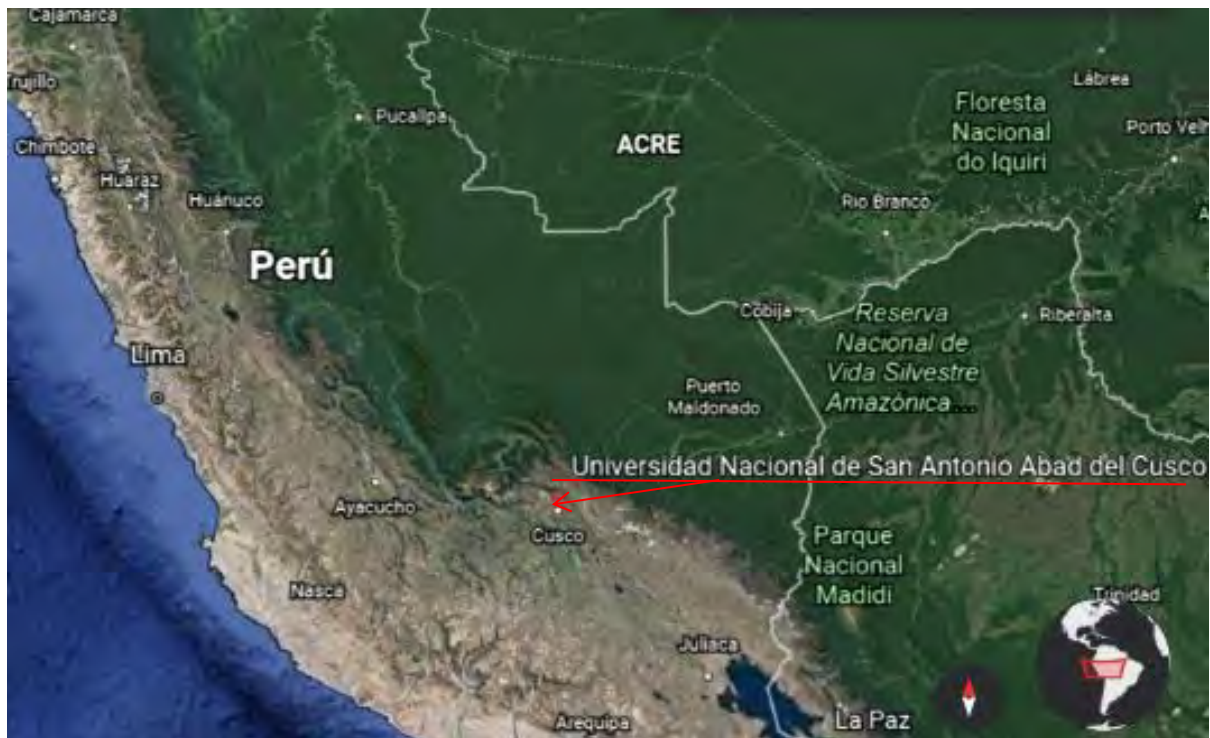 Cajamarca
Trujillo
Chimbote
Huaraz
Huánuco
Pucallpa
ACRE
Floresta
Nacional
do Iquiri
Lábrea
Porto Velh
Rio Branco
Perú
Lima
Cobija
Reserva
Nacional de
Vida Silvestre
Amazónica...
Riberalta
Puerto
Maldonado
Universidad Nacional de San Antonio Abad del Cusco
Ayacucho
Cusco
Parque
Nacional
Madidi
Nasca
Trinidad
Juliaca
Arequipa
La Paz